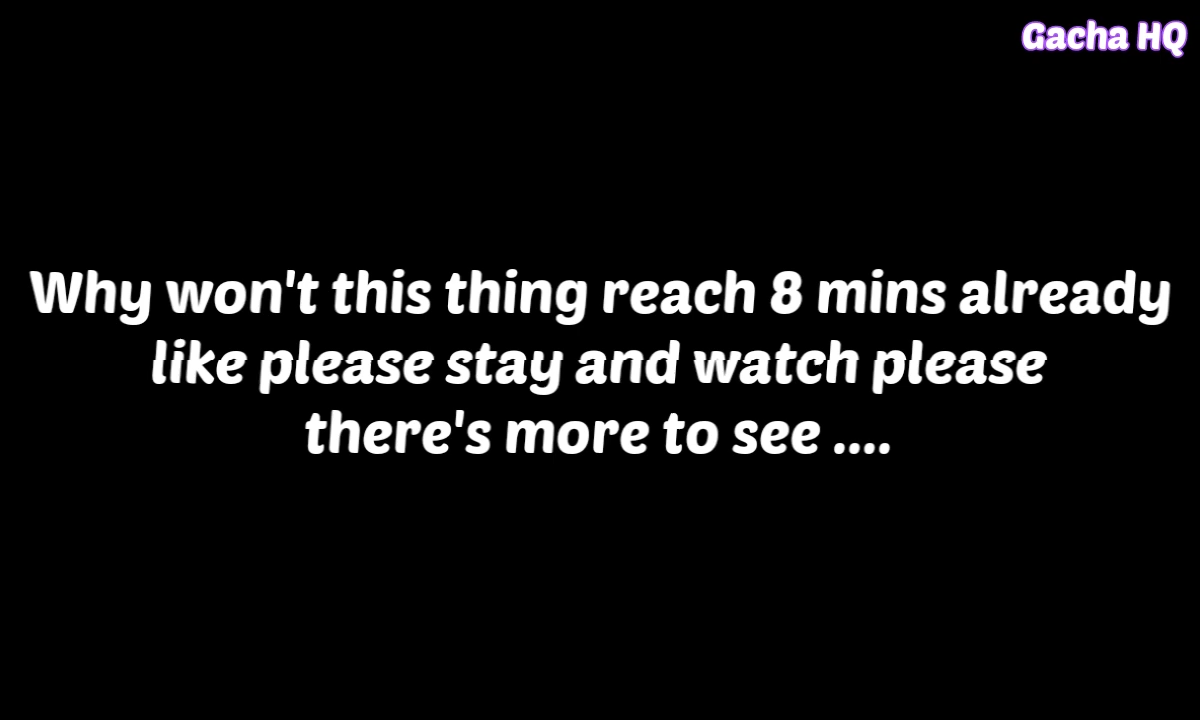 Gacha HQ
Why won't this thing reach 8 mins already
like please stay and watch please
there's more to see ....